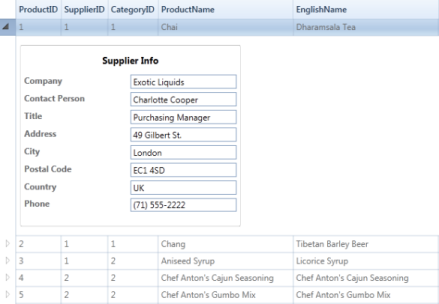 ProductID SupplierID CategoryID ProductName EnglishName
1 1 1 Chai Dharamsala Tea
Supplier Info
Company Exotic Liquids
Contact Person Charlotte Cooper
Title Purchasing Manager
Address 49 Gilbert St.
City London
Postal Code EC1 4SD
Country UK
Phone (71) 555-2222
2 1 1 Chang Tibetan Barley Beer
3 1 2 Aniseed Syrup Licorice Syrup
4 2 2 Chef Anton's Cajun Seasoning Chef Anton's Cajun Seasoning
5 2 2 Chef Anton's Gumbo Mix Chef Anton's Gumbo Mix